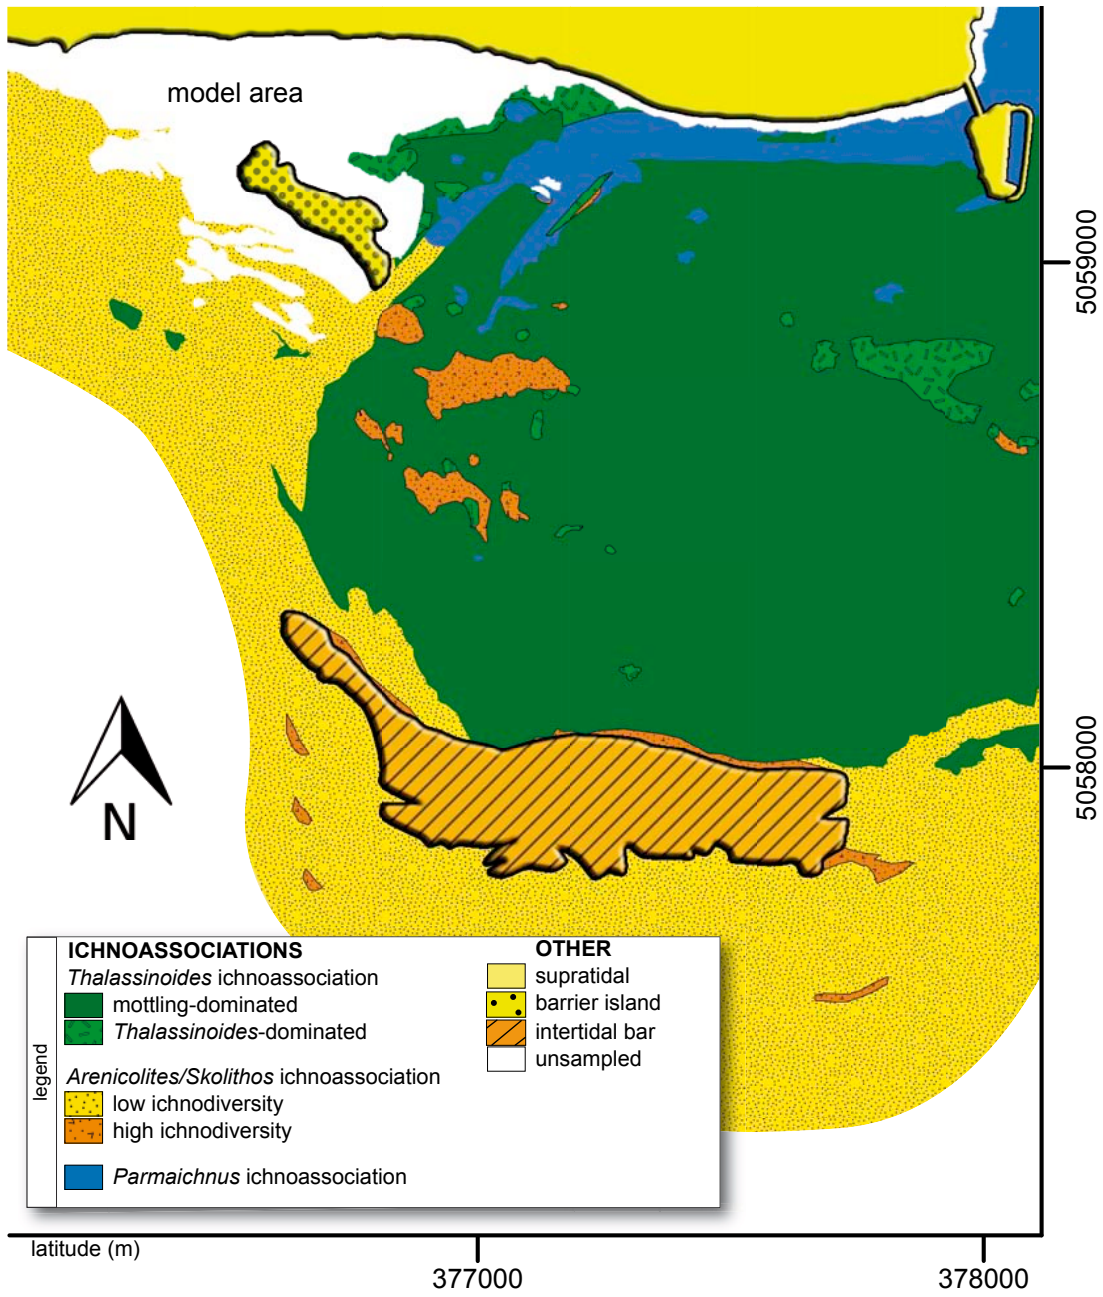 model area
5059000
5058000
N
legend
ICHNOASSOCIATIONS
Thalassinoides ichnoassociation
mottling-dominated
Thalassinoides-dominated
Arenicolites/Skolithos ichnoassociation
low ichnodiversity
high ichnodiversity
Parmaichnus ichnoassociation
OTHER
supratidal
barrier island
intertidal bar
unsampled
latitude (m)
377000
378000